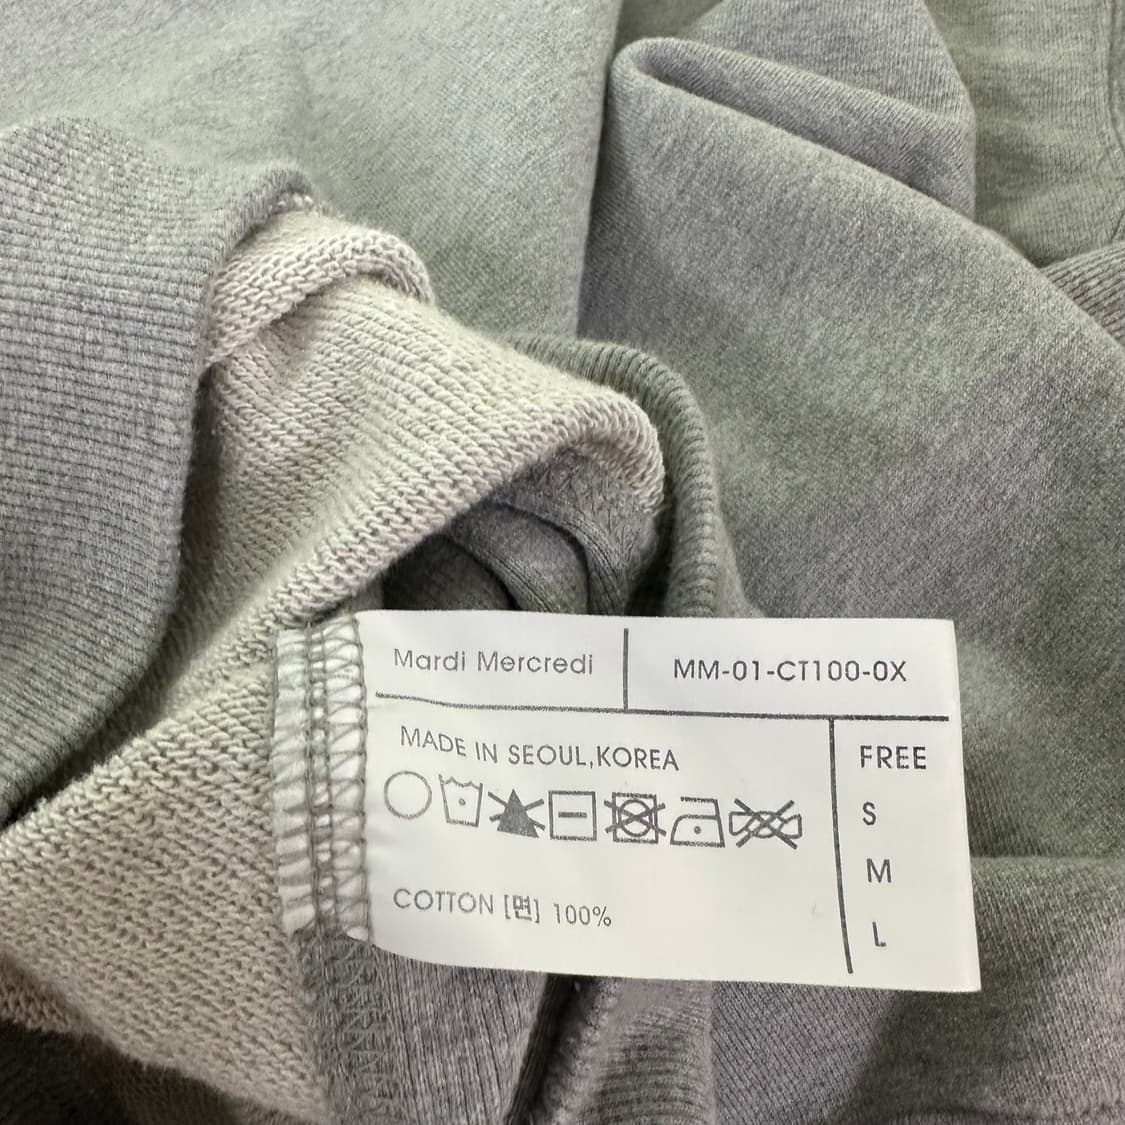 Mardi Mercredi
MM-01-CT100-0X
MADE IN SEOUL,KOREA
COTTON [면] 100%
FREE
S
M
L